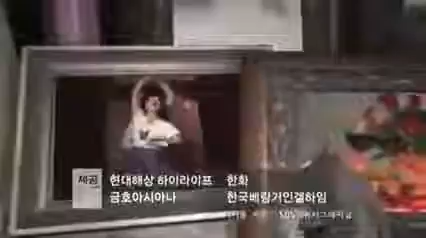 제공
현대해상 하이라이프 한화
금호아시아나 한국베링거인겔하임